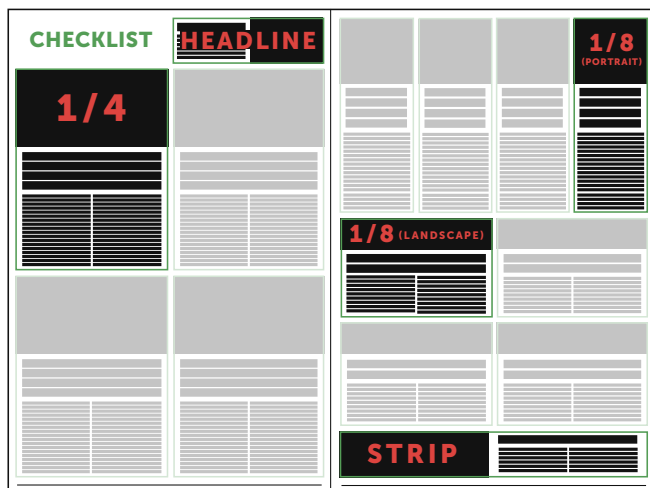 CHECKLIST
HEADLINE
1/4
1/8
(PORTRAIT)
1/8 (LANDSCAPE)
STRIP